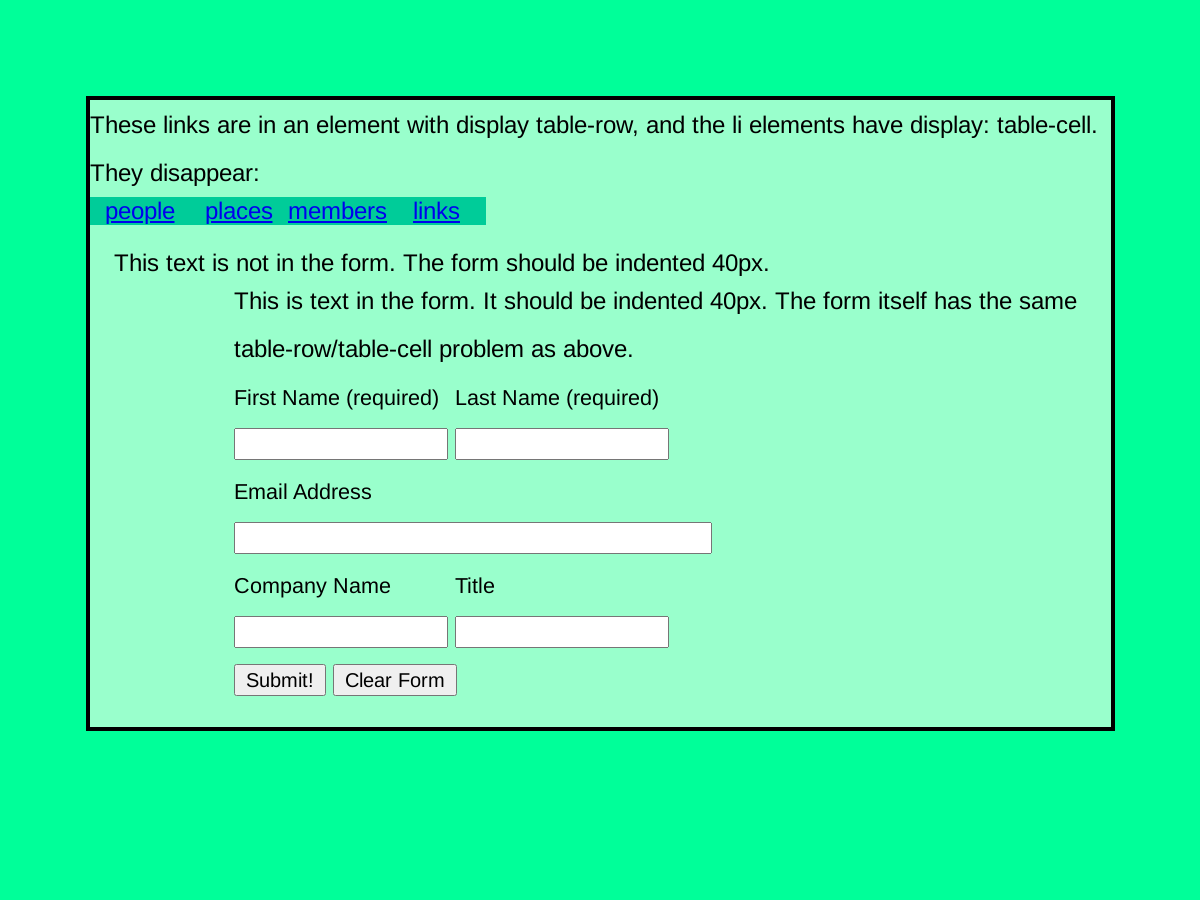 These links are in an element with display table-row, and the li elements have display: table-cell.
They disappear:
people places members links
This text is not in the form. The form should be indented 40px.
This is text in the form. It should be indented 40px. The form itself has the same
table-row/table-cell problem as above.
First Name (required) Last Name (required)
Email Address
Company Name Title
Submit! Clear Form